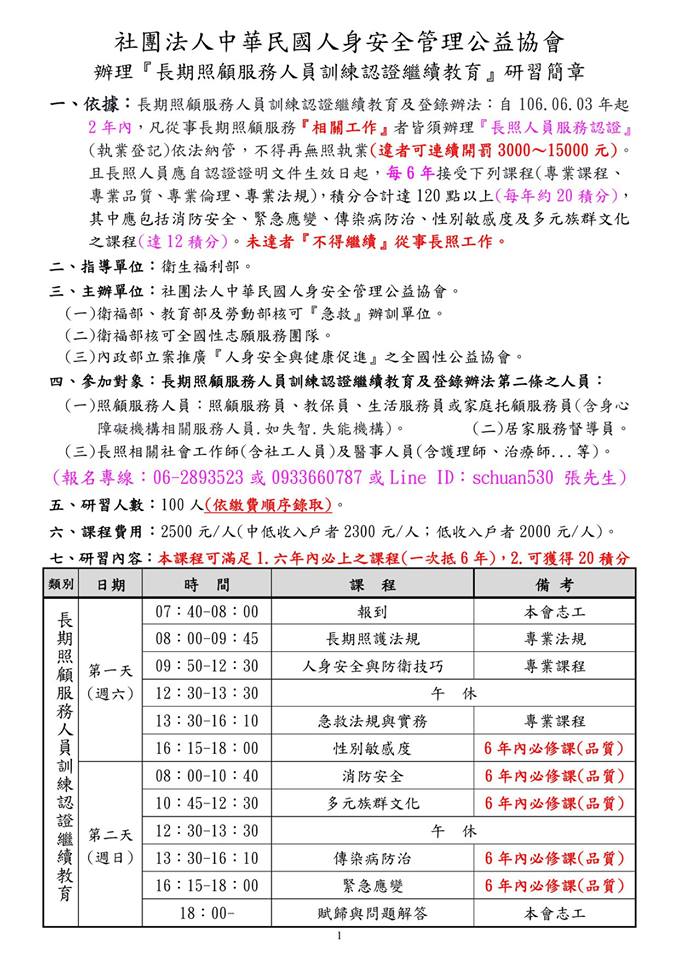 社團法人中華民國人身安全管理公益協會
辦理『長期照顧服務人員訓練認證繼續教育』研習簡章
一、依據：長期照顧服務人員訓練認證繼續教育及登錄辦法：自 106.06.03 年起
2 年內，凡從事長期照顧服務『相關工作』者皆須辦理『長照人員服務認證』
(執業登記)依法納管，不得再無照執業(違者可連續開罰 3000～15000 元)。
且長照人員應自認證證明文件生效日起，每 6 年接受下列課程(專業課程、
專業品質、專業倫理、專業法規)，積分合計達 120 點以上(每年約 20 積分)，
其中應包括消防安全、緊急應變、傳染病防治、性別敏感度及多元族群文化
之課程(達 12 積分)。未達者『不得繼續』從事長照工作。
二、指導單位：衛生福利部。
三、主辦單位：社團法人中華民國人身安全管理公益協會。
(一)衛福部、教育部及勞動部核可『急救』辦訓單位。
(二)衛福部核可全國性志願服務團隊。
(三)內政部立案推廣『人身安全與健康促進』之全國性公益協會。
四、參加對象：長期照顧服務人員訓練認證繼續教育及登錄辦法第二條之人員：
(一)照顧服務人員：照顧服務員、教保員、生活服務員或家庭托顧服務員(含身心
障礙機構相關服務人員.如失智.失能機構)。 (二)居家服務督導員。
(三)長照相關社會工作師(含社工人員)及醫事人員(含護理師、治療師...等)。
(報名專線：06-2893523 或 0933660787 或 Line ID：schuan530 張先生)
五、研習人數：100 人(依繳費順序錄取)。
六、課程費用：2500 元/人(中低收入戶者 2300 元/人；低收入戶者 2000 元/人)。
七、研習內容：本課程可滿足 1.六年內必上之課程(一次抵 6 年)，2.可獲得 20 積分
類別 日期 時 間 課 程 備 考
長期照顧服務人員訓練認證繼續教育
第一天
(週六)
07：40-08：00 報到 本會志工
08：00-09：45 長期照護法規 專業法規
09：50-12：30 人身安全與防衛技巧 專業課程
12：30-13：30 午 休
13：30-16：10 急救法規與實務 專業課程
16：15-18：00 性別敏感度 6 年內必修課(品質)
第二天
(週日)
08：00-10：40 消防安全 6 年內必修課(品質)
10：45-12：30 多元族群文化 6 年內必修課(品質)
12：30-13：30 午 休
13：30-16：10 傳染病防治 6 年內必修課(品質)
16：15-18：00 緊急應變 6 年內必修課(品質)
18：00- 賦歸與問題解答 本會志工
1